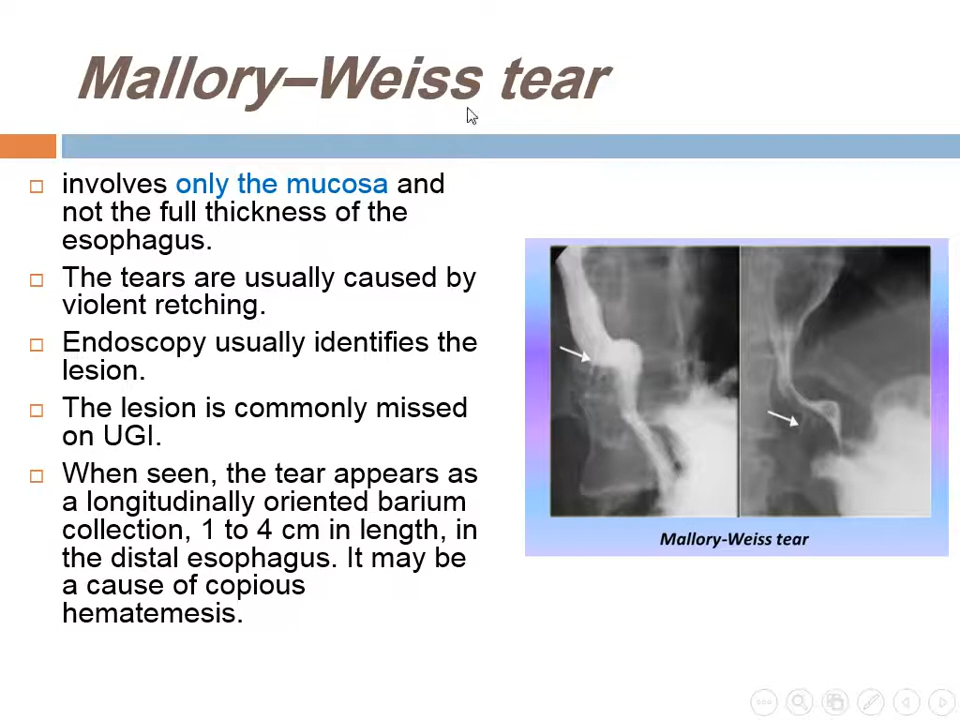 Mallory–Weiss tear
involves only the mucosa and
not the full thickness of the
esophagus.
The tears are usually caused by
violent retching.
Endoscopy usually identifies the
lesion.
The lesion is commonly missed
on UGI.
When seen, the tear appears as
a longitudinally oriented barium
collection, 1 to 4 cm in length, in
the distal esophagus. It may be
a cause of copious
hematemesis.
Mallory-Weiss tear